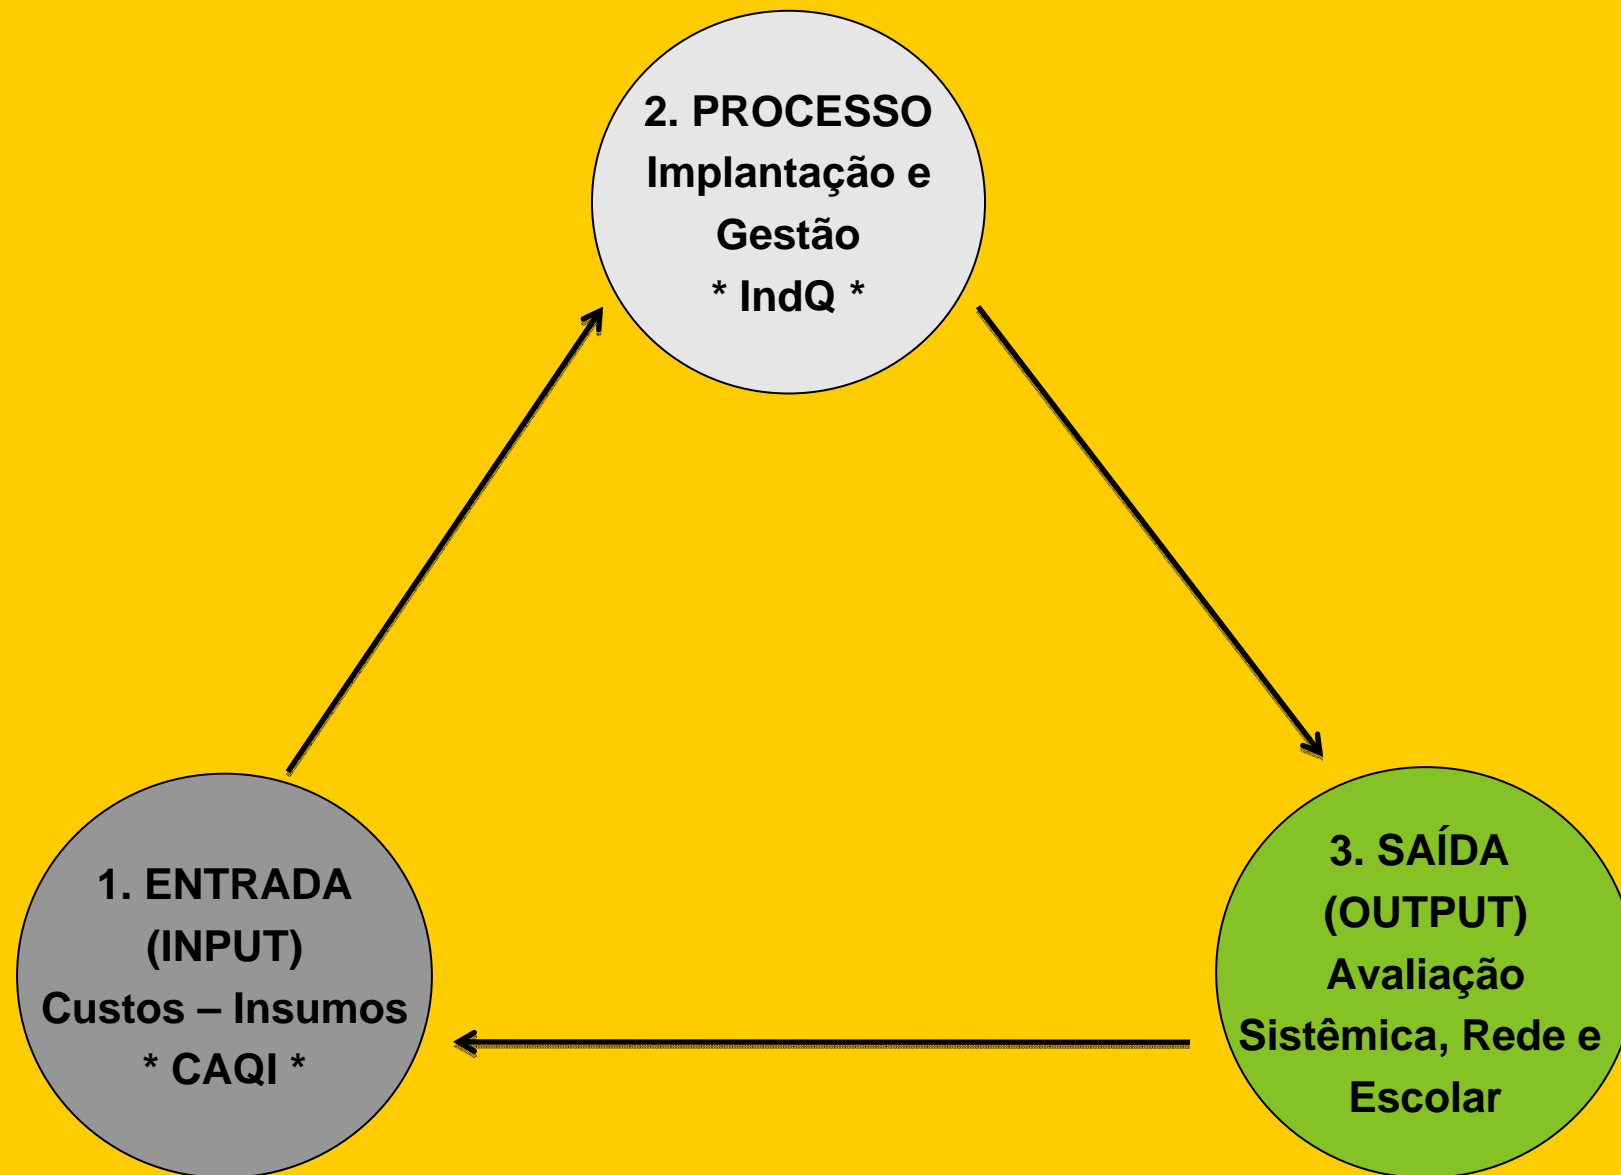 2. PROCESSO
Implantação e
Gestão
* IndQ *
1. ENTRADA
(INPUT)
Custos – Insumos
* CAQI *
3. SAÍDA
(OUTPUT)
Avaliação
Sistêmica, Rede e
Escolar